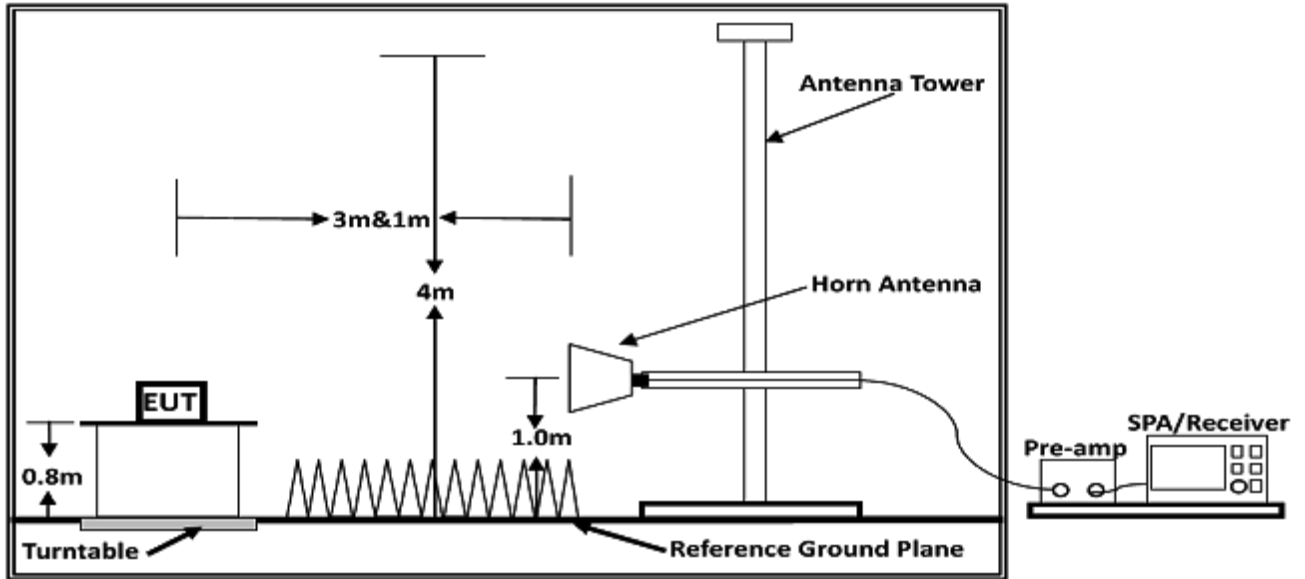 Antenna Tower
3m&1m
4m
Horn Antenna
EUT
1.0m
0.8m
SPA/Receiver
Pre-amp
Turntable
Reference Ground Plane